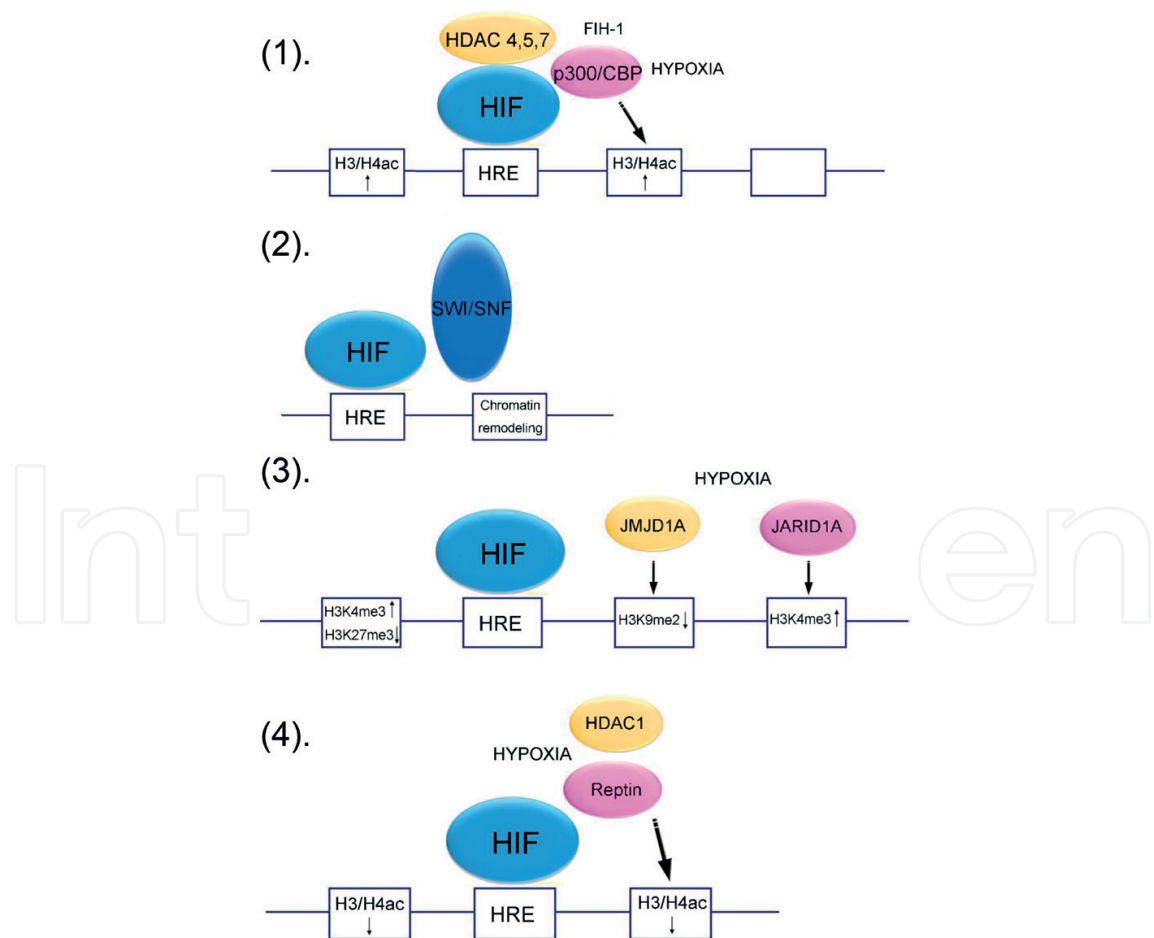 (1).
HDAC 4,5,7
FIH-1
p300/CBP
HYPOXIA
HIF
H3/H4ac
↑
HRE
H3/H4ac
↑
(2).
SWI/SNF
HIF
HRE
Chromatin
remodeling
(3).
HYPOXIA
JMJD1A
JARID1A
HIF
H3K4me3↑
H3K27me3↓
HRE
H3K9me2↓
H3K4me3↑
(4).
HDAC1
HYPOXIA
Reptin
HIF
H3/H4ac
↓
HRE
H3/H4ac
↓
Int en